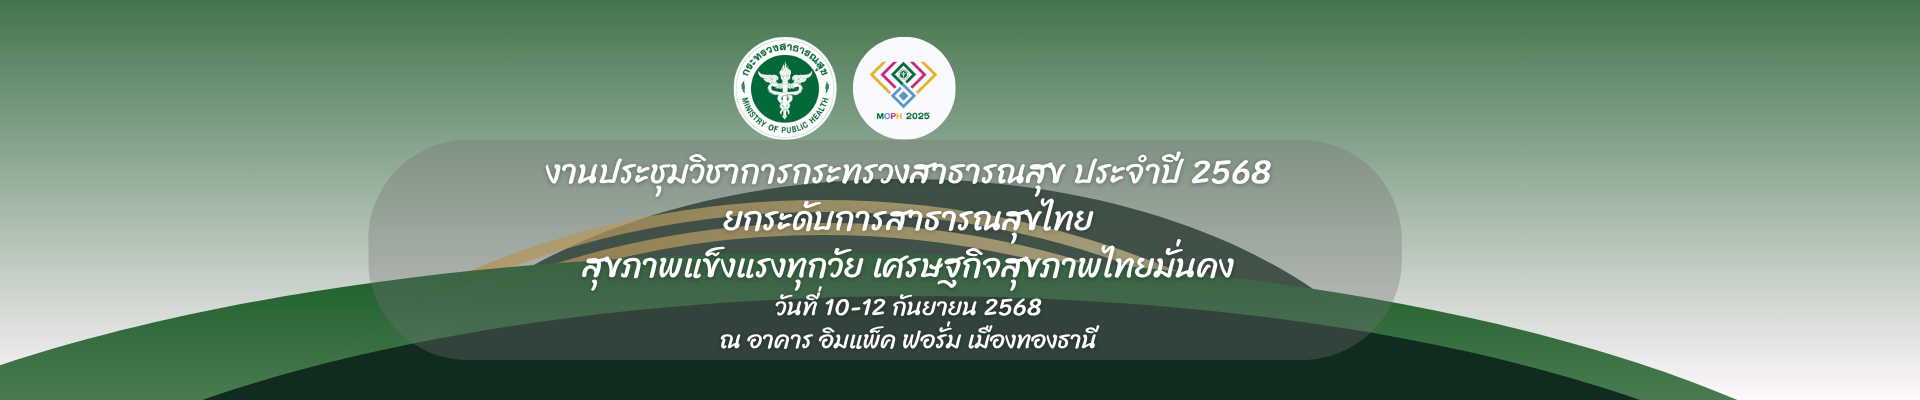 กระทรวงสาธารณสุข
MINISTRY OF PUBLIC HEALTH
MOPH 2025
งานประชุมวิชาการกระทรวงสาธารณสุข ประจำปี 2568
ยกระดับการสาธารณสุขไทย
สุขภาพแข็งแรงทุกวัย เศรษฐกิจสุขภาพไทยมั่นคง
วันที่ 10-12 กันยายน 2568
ณ อาคาร อิมแพ็ค ฟอรั่ม เมืองทองธานี